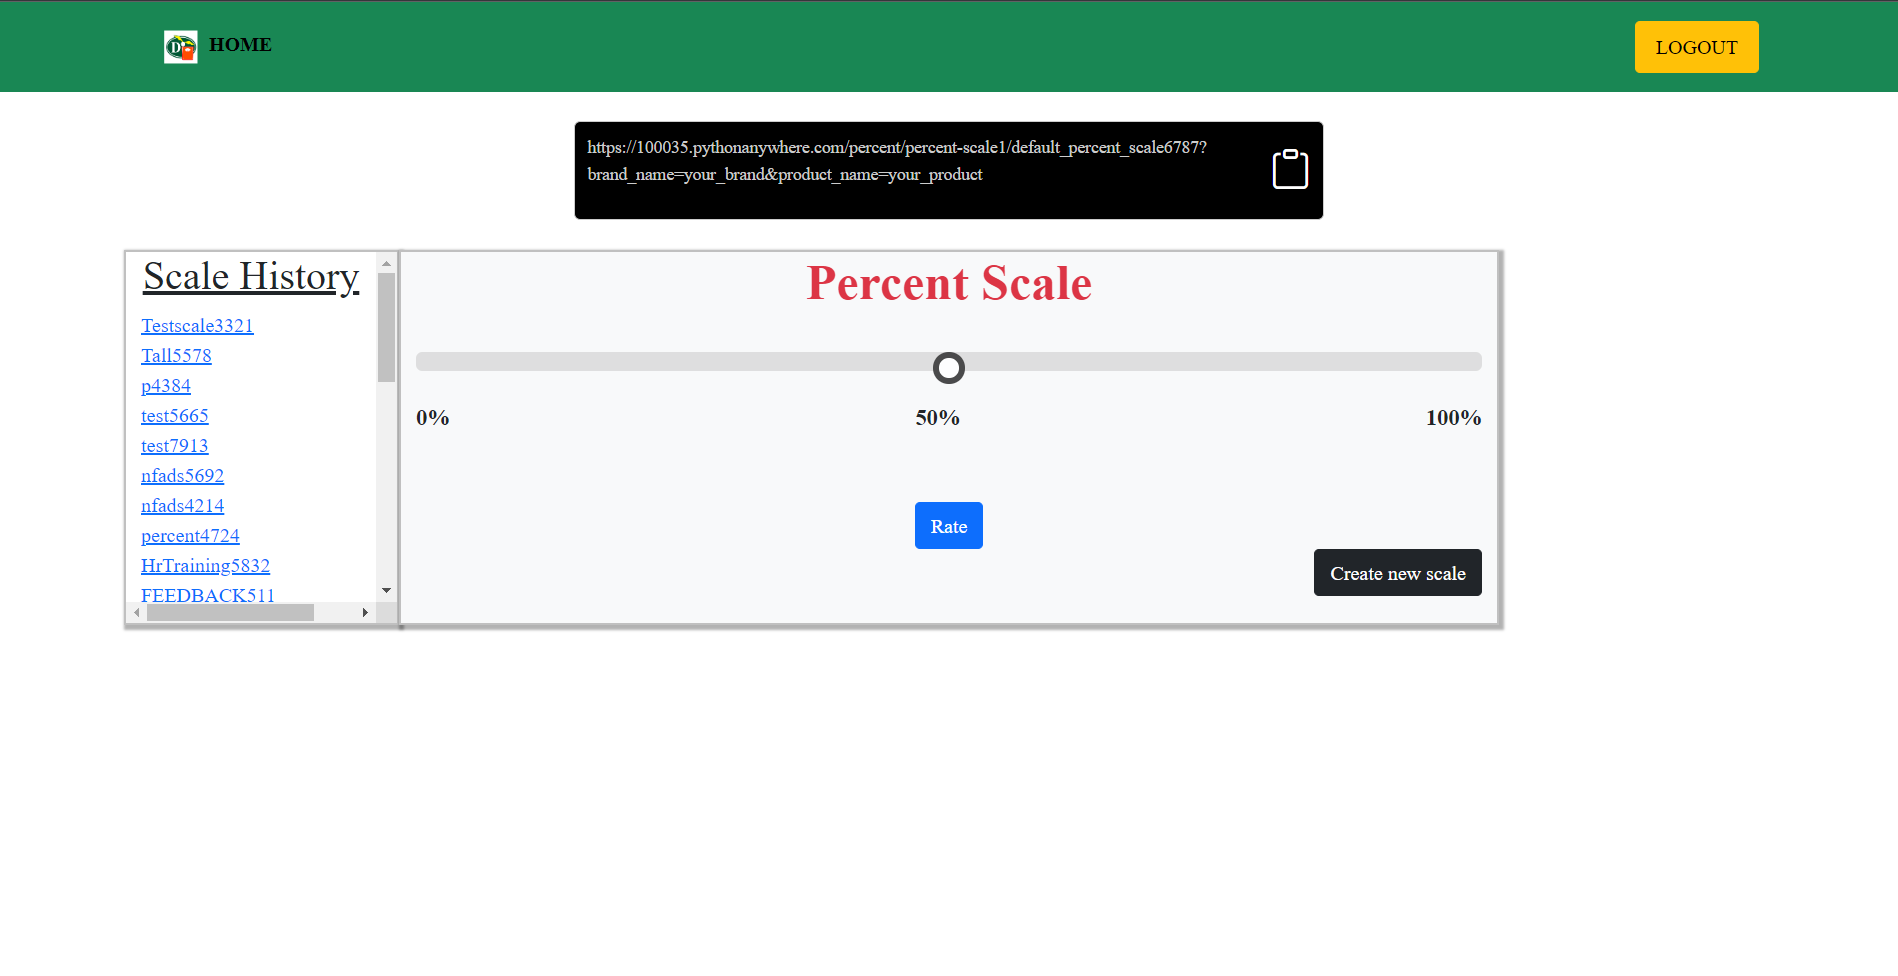 HOME
LOGOUT
https://100035.pythonanywhere.com/percent/percent-scale1/default_percent_scale6787?
brand_name=your_brand&product_name=your_product
Scale History
Testscale3321
Tall5578
p4384
test5665
test7913
nfads5692
nfads4214
percent4724
HrTraining5832
FEEDBACK511
Percent Scale
0% 50% 100%
Rate
Create new scale